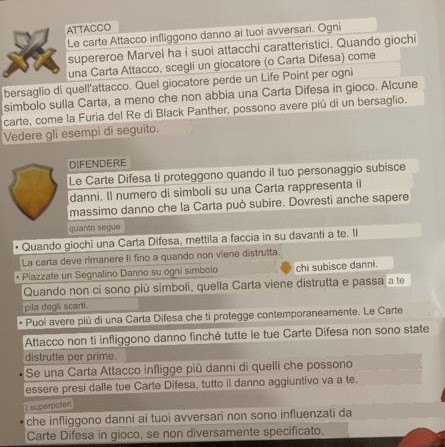 ATTACCO
Le carte Attacco infliggono danno ai tuoi avversari. Ogni
supereroe Marvel ha i suoi attacchi caratteristici. Quando giochi
una Carta Attacco, scegli un giocatore (o Carta Difesa) come
bersaglio di quell'attacco. Quel giocatore perde un Life Point per ogni
simbolo sulla Carta, a meno che non abbia una Carta Difesa in gioco. Alcune
carte, come la Furia del Re di Black Panther, possono avere più di un bersaglio.
Vedere gli esempi di seguito.
DIFENDERE
Le Carte Difesa ti proteggono quando il tuo personaggio subisce
danni. Il numero di simboli su una Carta rappresenta il
massimo danno che la Carta può subire. Dovresti anche sapere
quanto segue
• Quando giochi una Carta Difesa, mettila a faccia in su davanti a te. Il
La carta deve rimanere lì fino a quando non viene distrutta.
• Piazzate un Segnalino Danno su ogni simbolo chi subisce danni.
Quando non ci sono più simboli, quella Carta viene distrutta e passa a te
pila degli scarti.
• Puoi avere più di una Carta Difesa che ti protegge contemporaneamente. Le Carte
Attacco non ti infliggono danno finché tutte le tue Carte Difesa non sono state
distrutte per prime.
• Se una Carta Attacco infligge più danni di quelli che possono
essere presi dalle tue Carte Difesa, tutto il danno aggiuntivo va a te.
I superpoteri
• che infliggono danni ai tuoi avversari non sono influenzati da
Carte Difesa in gioco, se non diversamente specificato.